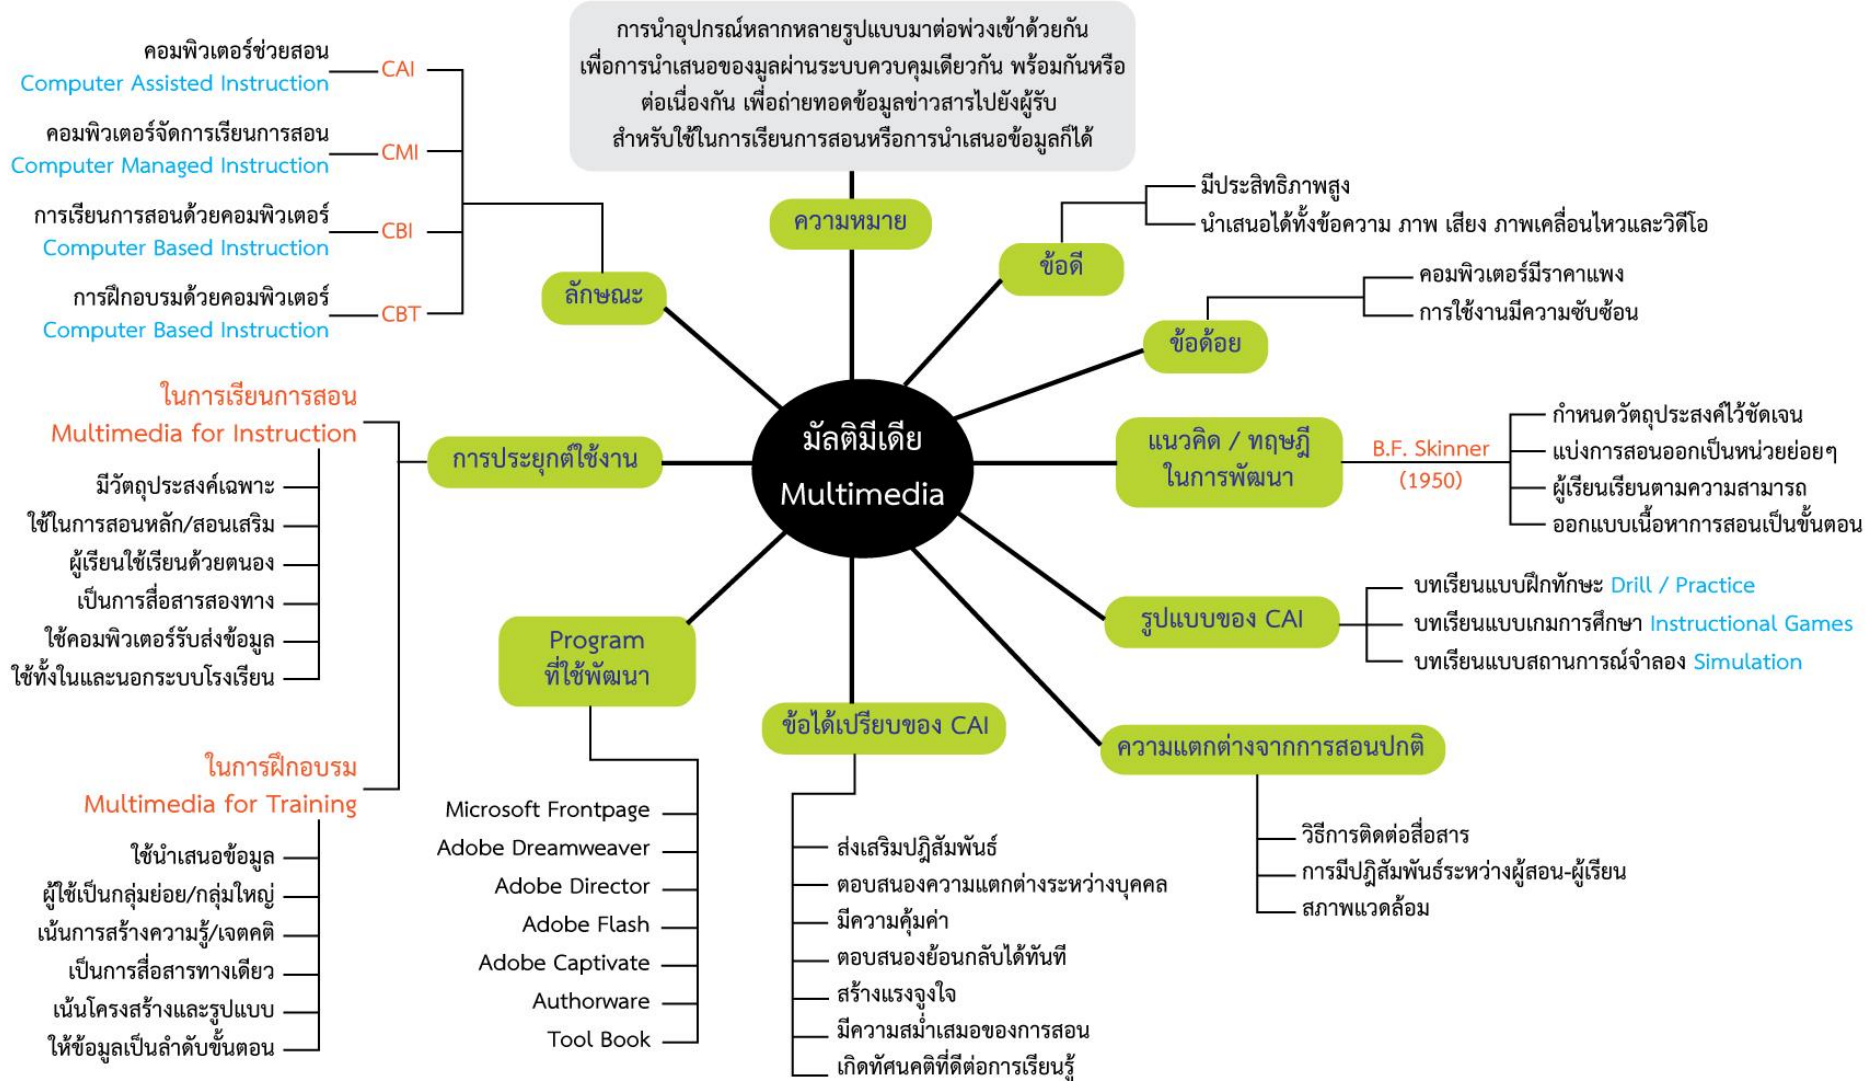 การนำอุปกรณ์หลากหลายรูปแบบมาต่อพ่วงเข้าด้วยกัน
เพื่อการนำเสนอของมูลผ่านระบบควบคุมเดียวกัน พร้อมกันหรือ
ต่อเนื่องกัน เพื่อถ่ายทอดข้อมูลข่าวสารไปยังผู้รับ
สำหรับใช้ในการเรียนการสอนหรือการนำเสนอข้อมูลก็ได้
ความหมาย
มัลติมีเดีย
Multimedia
ลักษณะ
คอมพิวเตอร์ช่วยสอน
Computer Assisted Instruction
CAI
คอมพิวเตอร์จัดการเรียนการสอน
Computer Managed Instruction
CMI
การเรียนการสอนด้วยคอมพิวเตอร์
Computer Based Instruction
CBI
การฝึกอบรมด้วยคอมพิวเตอร์
Computer Based Instruction
CBT
ข้อดี
มีประสิทธิภาพสูง
นำเสนอได้ทั้งข้อความ ภาพ เสียง ภาพเคลื่อนไหวและวิดีโอ
ข้อด้อย
คอมพิวเตอร์มีราคาแพง
การใช้งานมีความซับซ้อน
แนวคิด / ทฤษฎี
ในการพัฒนา
B.F. Skinner
(1950)
กำหนดวัตถุประสงค์ไว้ชัดเจน
แบ่งการสอนออกเป็นหน่วยย่อยๆ
ผู้เรียนเรียนตามความสามารถ
ออกแบบเนื้อหาการสอนเป็นขั้นตอน
รูปแบบของ CAI
บทเรียนแบบฝึกทักษะ Drill / Practice
บทเรียนแบบเกมการศึกษา Instructional Games
บทเรียนแบบสถานการณ์จำลอง Simulation
ความแตกต่างจากการสอนปกติ
วิธีการติดต่อสื่อสาร
การมีปฎิสัมพันธ์ระหว่างผู้สอน-ผู้เรียน
สภาพแวดล้อม
ข้อได้เปรียบของ CAI
ส่งเสริมปฎิสัมพันธ์
ตอบสนองความแตกต่างระหว่างบุคคล
มีความคุ้มค่า
ตอบสนองย้อนกลับได้ทันที
สร้างแรงจูงใจ
มีความสม่ำเสมอของการสอน
เกิดทัศนคติที่ดีต่อการเรียนรู้
Program
ที่ใช้พัฒนา
Microsoft Frontpage
Adobe Dreamweaver
Adobe Director
Adobe Flash
Adobe Captivate
Authorware
Tool Book
การประยุกต์ใช้งาน
ในการเรียนการสอน
Multimedia for Instruction
มีวัตถุประสงค์เฉพาะ
ใช้ในการสอนหลัก/สอนเสริม
ผู้เรียนใช้เรียนด้วยตนอง
เป็นการสื่อสารสองทาง
ใช้คอมพิวเตอร์รับส่งข้อมูล
ใช้ทั้งในและนอกระบบโรงเรียน
ในการฝึกอบรม
Multimedia for Training
ใช้นำเสนอข้อมูล
ผู้ใช้เป็นกลุ่มย่อย/กลุ่มใหญ่
เน้นการสร้างความรู้/เจตคติ
เป็นการสื่อสารทางเดียว
เน้นโครงสร้างและรูปแบบ
ให้ข้อมูลเป็นลำดับขั้นตอน